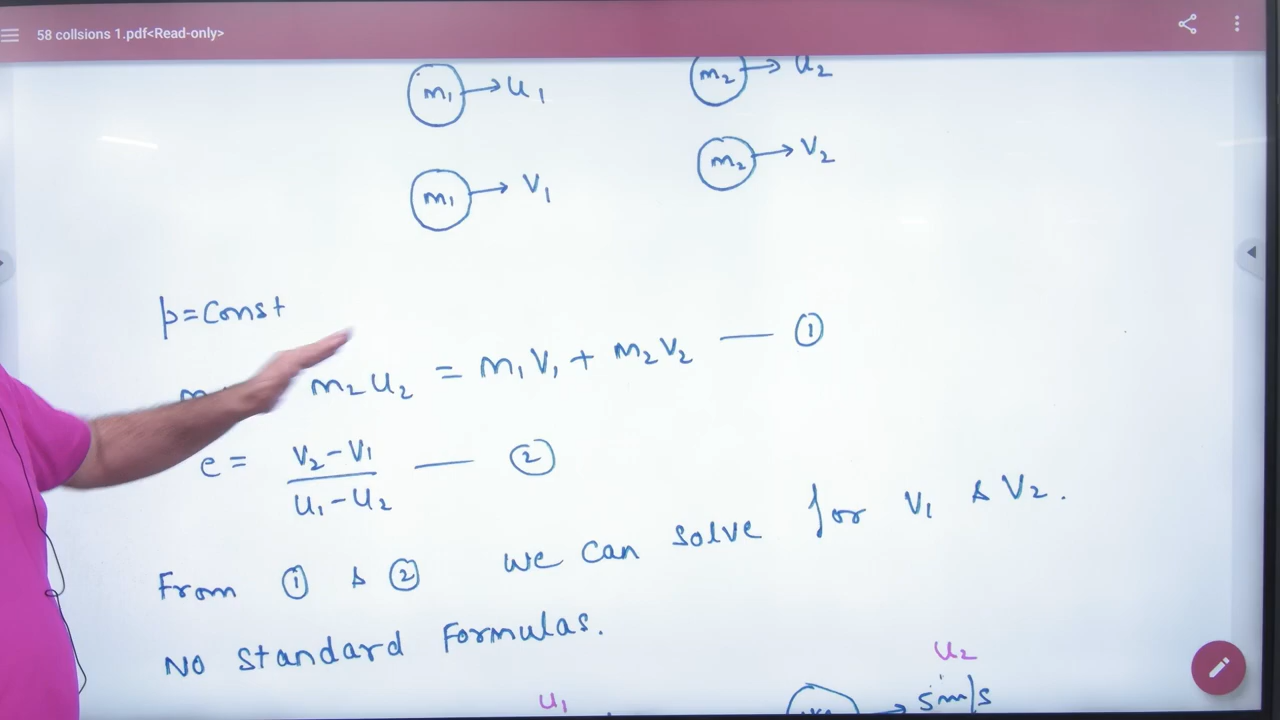 58 collsions 1.pdf<Read-only>
m₁ → u₁ m₂ → u₂
m₁ → v₁ m₂ → v₂
p = Const
m₂u₂ = m₁v₁ + m₂v₂ — ①
e = (v₂-v₁)/(u₁-u₂) — ②
From ① & ② we can solve for v₁ & v₂.
No standard formulas.
u₁ u₂
→ 5m/s